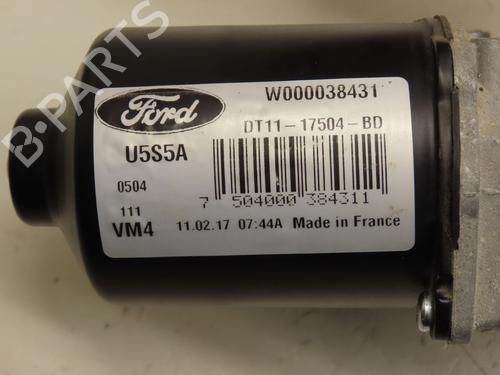 B-PARTS
Ford
W000038431
DT11-17504-BD
U5S5A
0504
7 504000 384311
111
VM4
11.02.17 07:44A Made in France